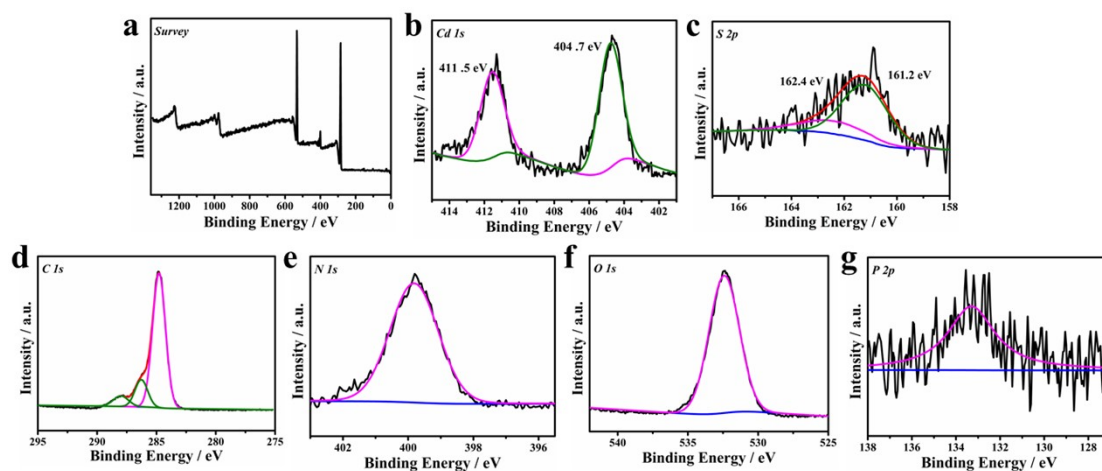 a
Survey
Intensity / a.u.
1200 1000 800 600 400 200 0
Binding Energy / eV
b
Cd 1s
411 .5 eV
404 .7 eV
Intensity / a.u.
414 412 410 408 406 404 402
Binding Energy / eV
c
S 2p
162.4 eV
161.2 eV
Intensity / a.u.
166 164 162 160 158
Binding Energy / eV
d
C 1s
Intensity / a.u.
295 290 285 280 275
Binding Energy / eV
e
N 1s
Intensity / a.u.
402 400 398 396
Binding Energy / eV
f
O 1s
Intensity / a.u.
540 535 530 525
Binding Energy / eV
g
P 2p
Intensity / a.u.
138 136 134 132 130 128
Binding Energy / eV